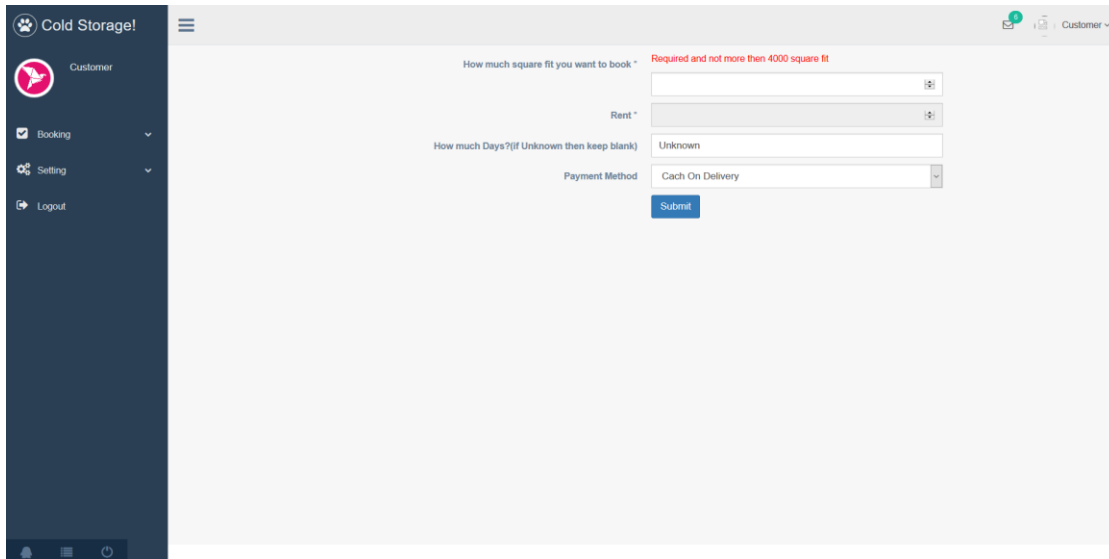 Cold Storage!
6
Customer
Customer
Booking
Setting
Logout
Required and not more then 4000 square fit
How much square fit you want to book *
Rent *
How much Days?(if Unknown then keep blank)
Unknown
Payment Method
Cach On Delivery
Submit